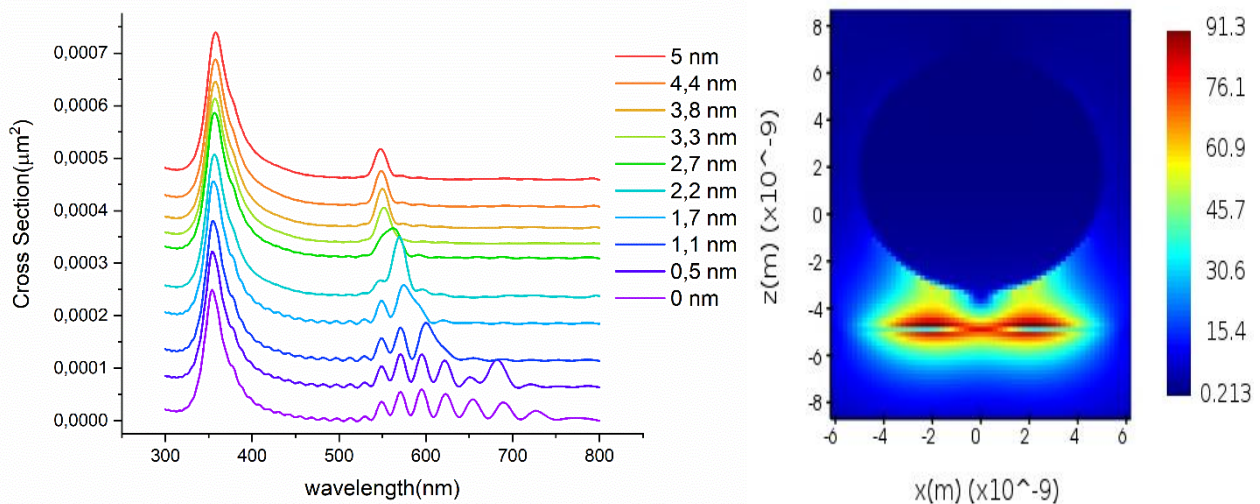 0,0007
0,0006
0,0005
0,0004
0,0003
0,0002
0,0001
0,0000
Cross Section(μm²)
300 400 500 600 700 800
wavelength(nm)
5 nm
4,4 nm
3,8 nm
3,3 nm
2,7 nm
2,2 nm
1,7 nm
1,1 nm
0,5 nm
0 nm
8
6
4
2
0
-2
-4
-6
-8
z(m) (x10^-9)
-6 -4 -2 0 2 4 6
x(m) (x10^-9)
91.3
76.1
60.9
45.7
30.6
15.4
0.213